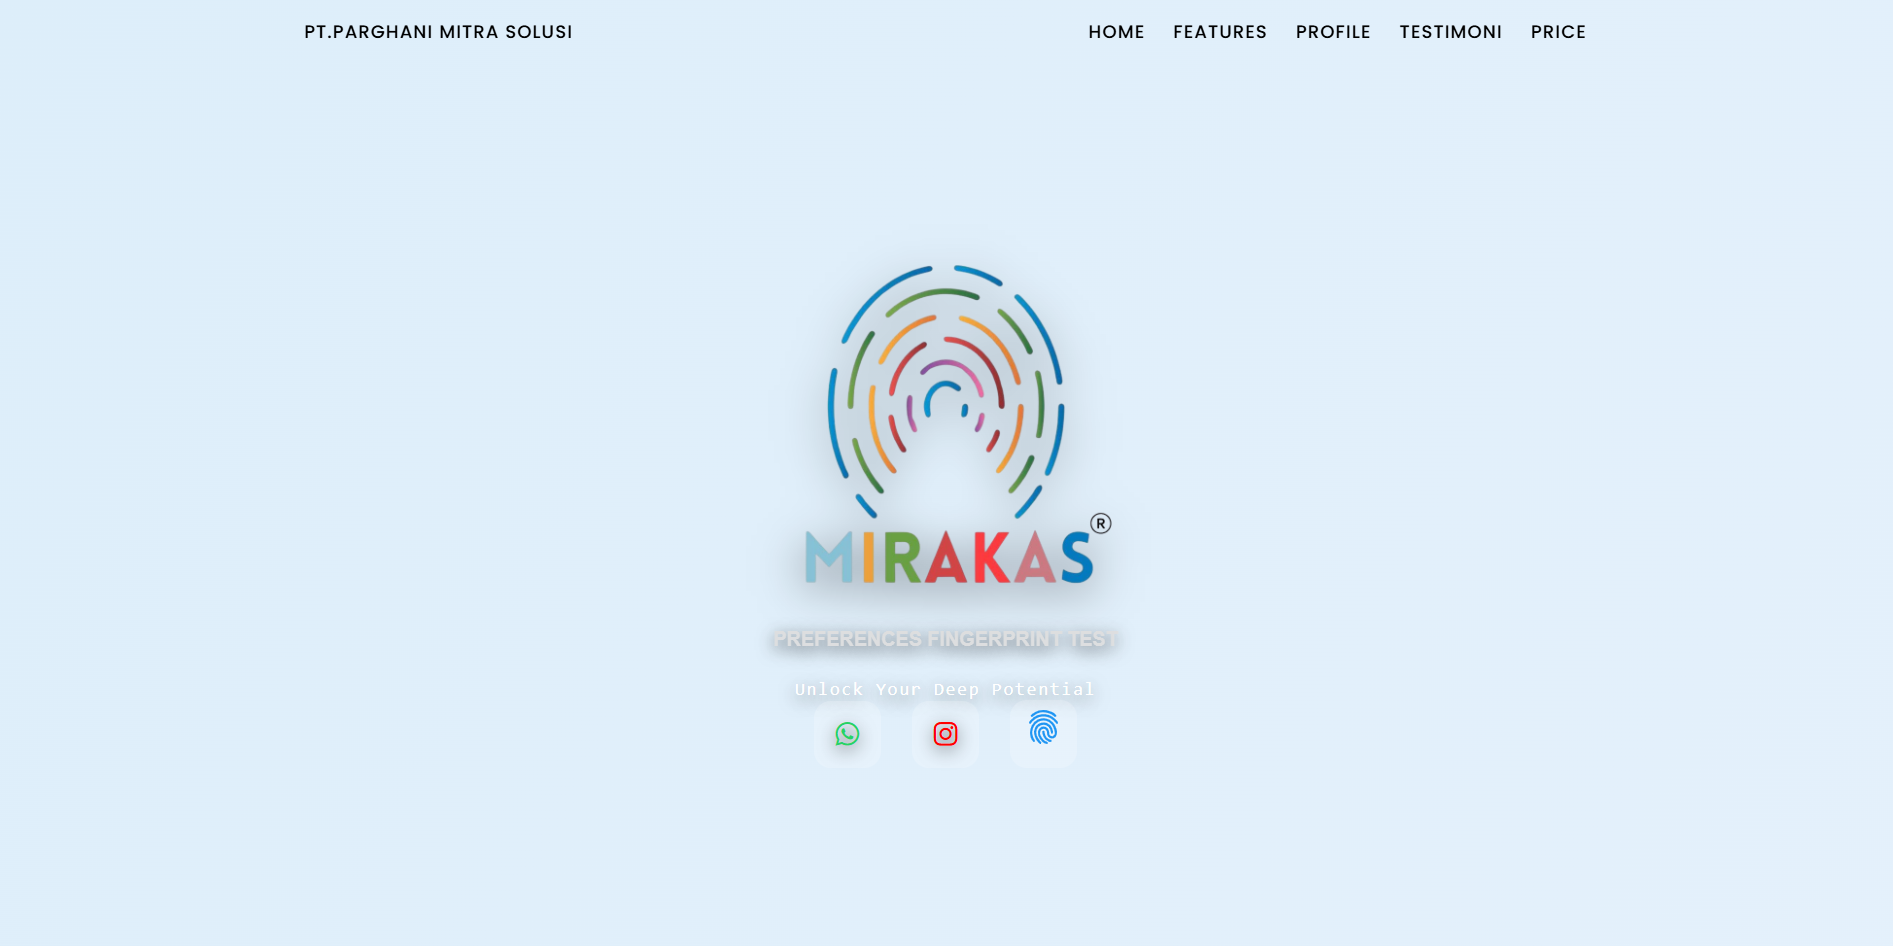 PT.PARGHANI MITRA SOLUSI
HOME FEATURES PROFILE TESTIMONI PRICE
MIRAKAS®
PREFERENCES FINGERPRINT TEST
Unlock Your Deep Potential